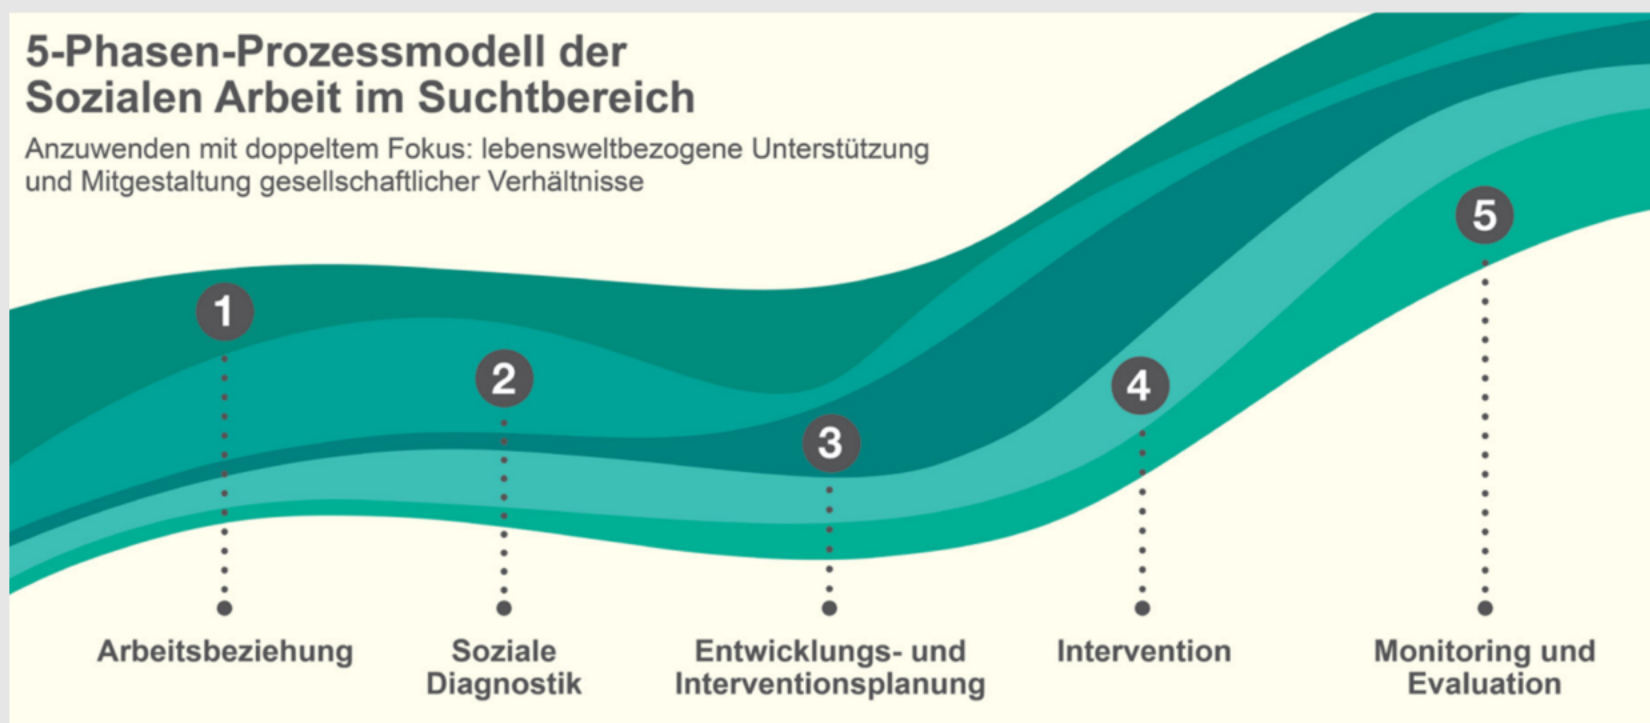 5-Phasen-Prozessmodell der
Sozialen Arbeit im Suchtbereich
Anzuwenden mit doppeltem Fokus: lebensweltbezogene Unterstützung
und Mitgestaltung gesellschaftlicher Verhältnisse
1
2
3
4
5
Arbeitsbeziehung
Soziale
Diagnostik
Entwicklungs- und
Interventionsplanung
Intervention
Monitoring und
Evaluation